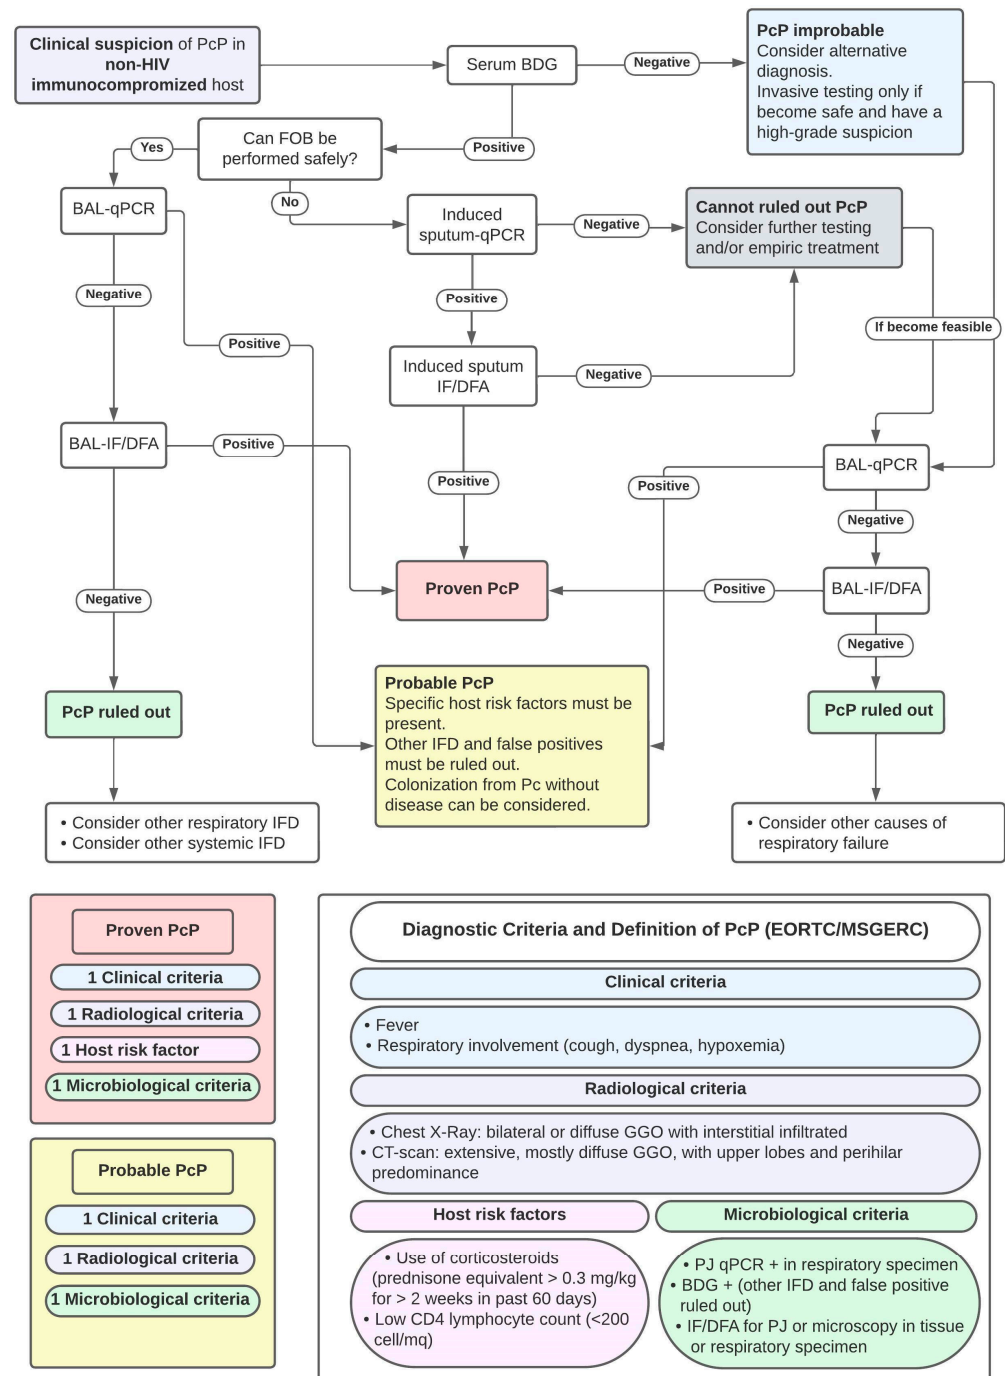 Clinical suspicion of PcP in
non-HIV
immunocompromized host
Serum BDG
Negative
PcP improbable
Consider alternative
diagnosis.
Invasive testing only if
become safe and have a
high-grade suspicion
Positive
Can FOB be
performed safely?
Yes
No
BAL-qPCR
Induced
sputum-qPCR
Negative
Cannot ruled out PcP
Consider further testing
and/or empiric treatment
Negative
Positive
If become feasible
Positive
Induced sputum
IF/DFA
Negative
BAL-IF/DFA
Positive
Positive
Positive
BAL-qPCR
Negative
Proven PcP
Positive
BAL-IF/DFA
Negative
Negative
PcP ruled out
Probable PcP
Specific host risk factors must be
present.
Other IFD and false positives
must be ruled out.
Colonization from Pc without
disease can be considered.
PcP ruled out
• Consider other respiratory IFD
• Consider other systemic IFD
• Consider other causes of
respiratory failure
Proven PcP
1 Clinical criteria
1 Radiological criteria
1 Host risk factor
1 Microbiological criteria
Probable PcP
1 Clinical criteria
1 Radiological criteria
1 Microbiological criteria
Diagnostic Criteria and Definition of PcP (EORTC/MSGERC)
Clinical criteria
• Fever
• Respiratory involvement (cough, dyspnea, hypoxemia)
Radiological criteria
• Chest X-Ray: bilateral or diffuse GGO with interstitial infiltrated
• CT-scan: extensive, mostly diffuse GGO, with upper lobes and perihilar
predominance
Host risk factors
• Use of corticosteroids
(prednisone equivalent > 0.3 mg/kg
for > 2 weeks in past 60 days)
• Low CD4 lymphocyte count (<200
cell/mq)
Microbiological criteria
• PJ qPCR + in respiratory specimen
• BDG + (other IFD and false positive
ruled out)
• IF/DFA for PJ or microscopy in tissue
or respiratory specimen